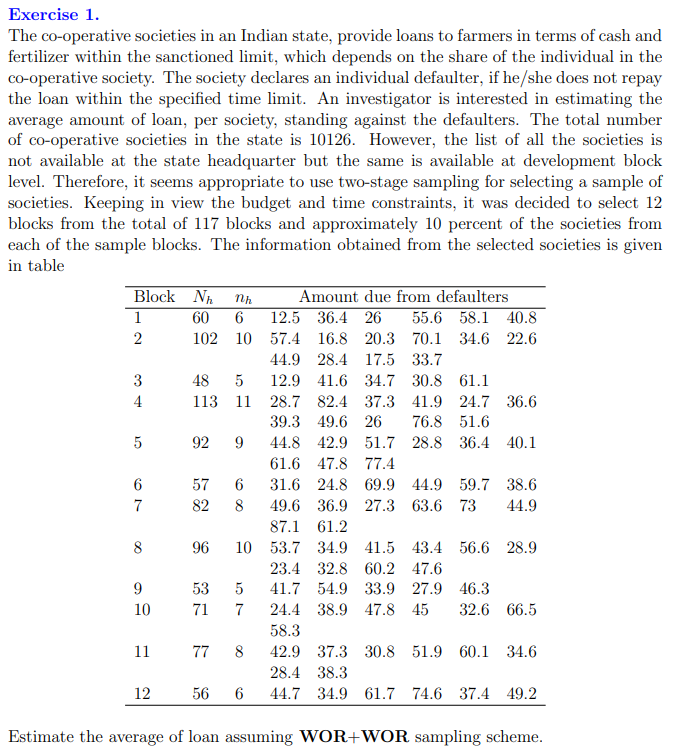 Exercise 1.
The co-operative societies in an Indian state, provide loans to farmers in terms of cash and
fertilizer within the sanctioned limit, which depends on the share of the individual in the
co-operative society. The society declares an individual defaulter, if he/she does not repay
the loan within the specified time limit. An investigator is interested in estimating the
average amount of loan, per society, standing against the defaulters. The total number
of co-operative societies in the state is 10126. However, the list of all the societies is
not available at the state headquarter but the same is available at development block
level. Therefore, it seems appropriate to use two-stage sampling for selecting a sample of
societies. Keeping in view the budget and time constraints, it was decided to select 12
blocks from the total of 117 blocks and approximately 10 percent of the societies from
each of the sample blocks. The information obtained from the selected societies is given
in table
Block Nₕ nₕ Amount due from defaulters
1 60 6 12.5 36.4 26 55.6 58.1 40.8
2 102 10 57.4 16.8 20.3 70.1 34.6 22.6
44.9 28.4 17.5 33.7
3 48 5 12.9 41.6 34.7 30.8 61.1
4 113 11 28.7 82.4 37.3 41.9 24.7 36.6
39.3 49.6 26 76.8 51.6
5 92 9 44.8 42.9 51.7 28.8 36.4 40.1
61.6 47.8 77.4
6 57 6 31.6 24.8 69.9 44.9 59.7 38.6
7 82 8 49.6 36.9 27.3 63.6 73 44.9
87.1 61.2
8 96 10 53.7 34.9 41.5 43.4 56.6 28.9
23.4 32.8 60.2 47.6
9 53 5 41.7 54.9 33.9 27.9 46.3
10 71 7 24.4 38.9 47.8 45 32.6 66.5
58.3
11 77 8 42.9 37.3 30.8 51.9 60.1 34.6
28.4 38.3
12 56 6 44.7 34.9 61.7 74.6 37.4 49.2
Estimate the average of loan assuming WOR+WOR sampling scheme.